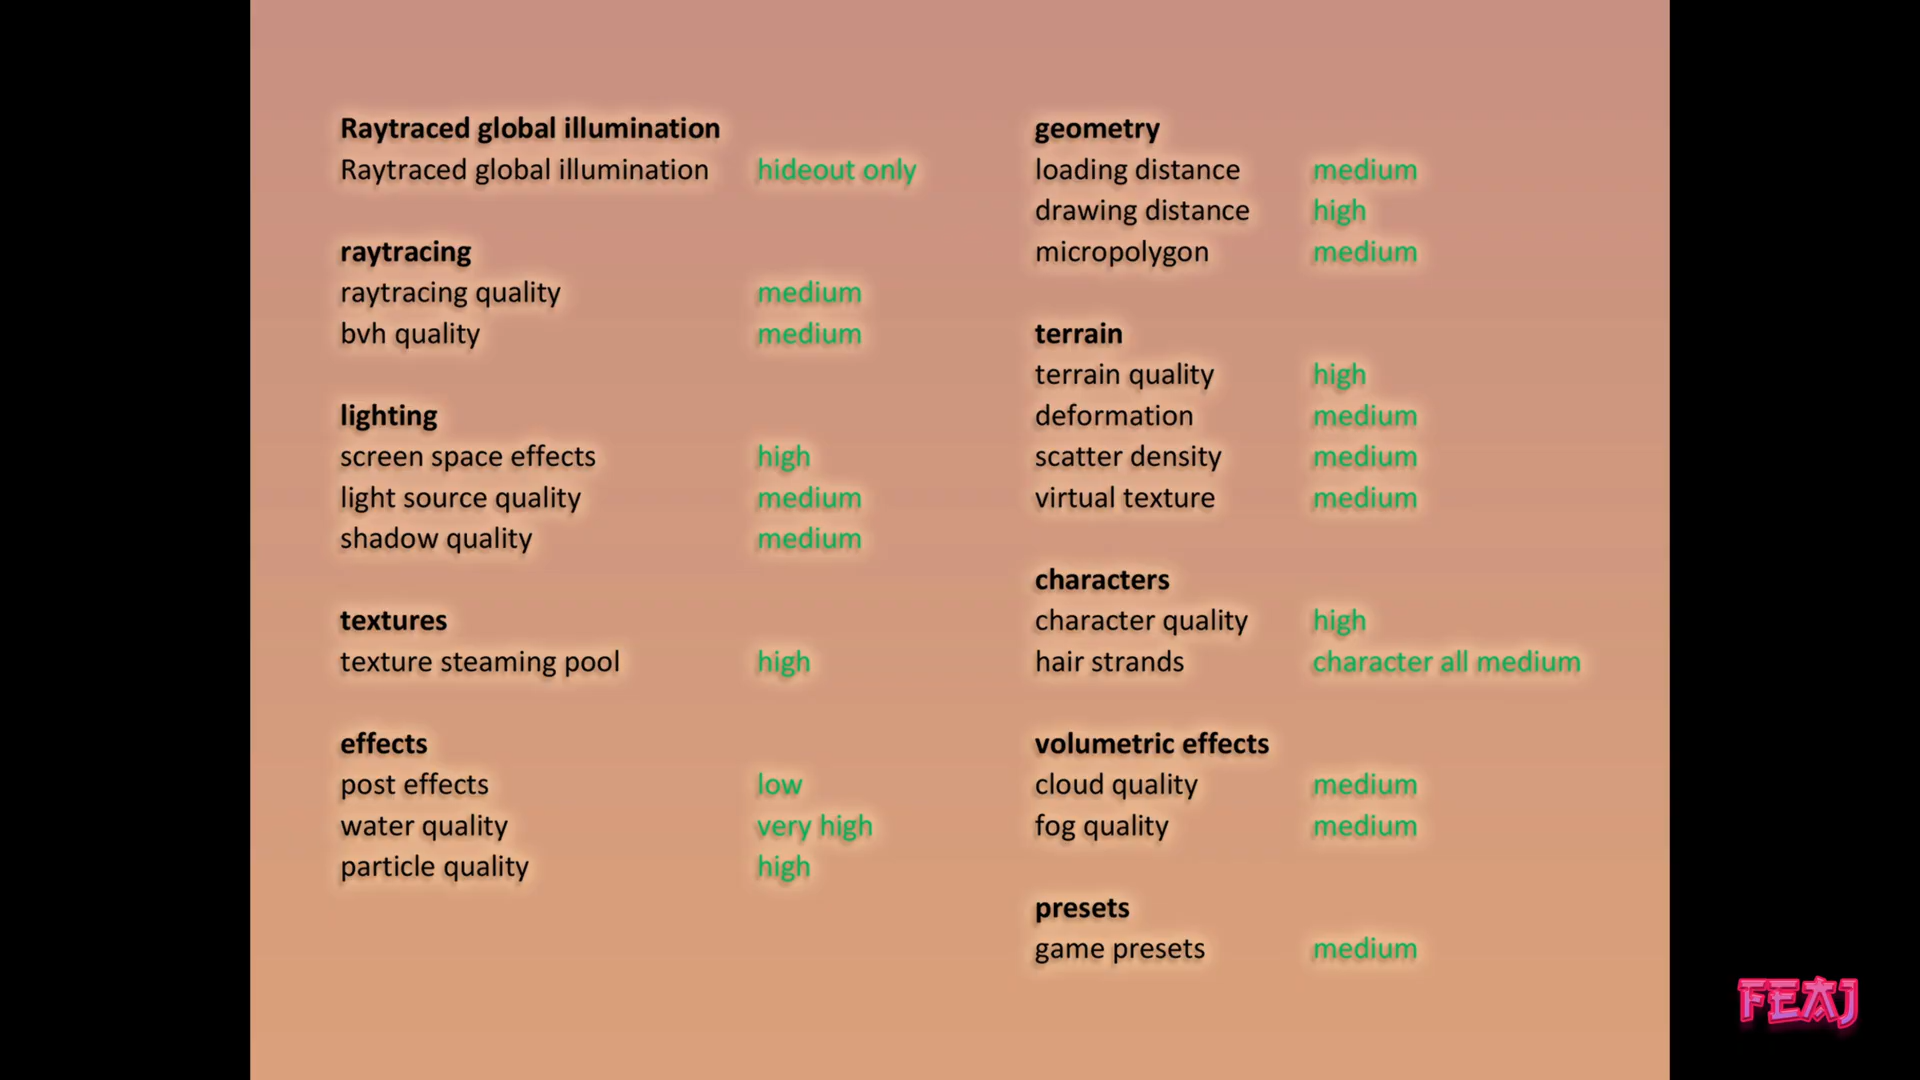 Raytraced global illumination
Raytraced global illumination hideout only
raytracing
raytracing quality medium
bvh quality medium
lighting
screen space effects high
light source quality medium
shadow quality medium
textures
texture steaming pool high
effects
post effects low
water quality very high
particle quality high
geometry
loading distance medium
drawing distance high
micropolygon medium
terrain
terrain quality high
deformation medium
scatter density medium
virtual texture medium
characters
character quality high
hair strands character all medium
volumetric effects
cloud quality medium
fog quality medium
presets
game presets medium
FEAJ